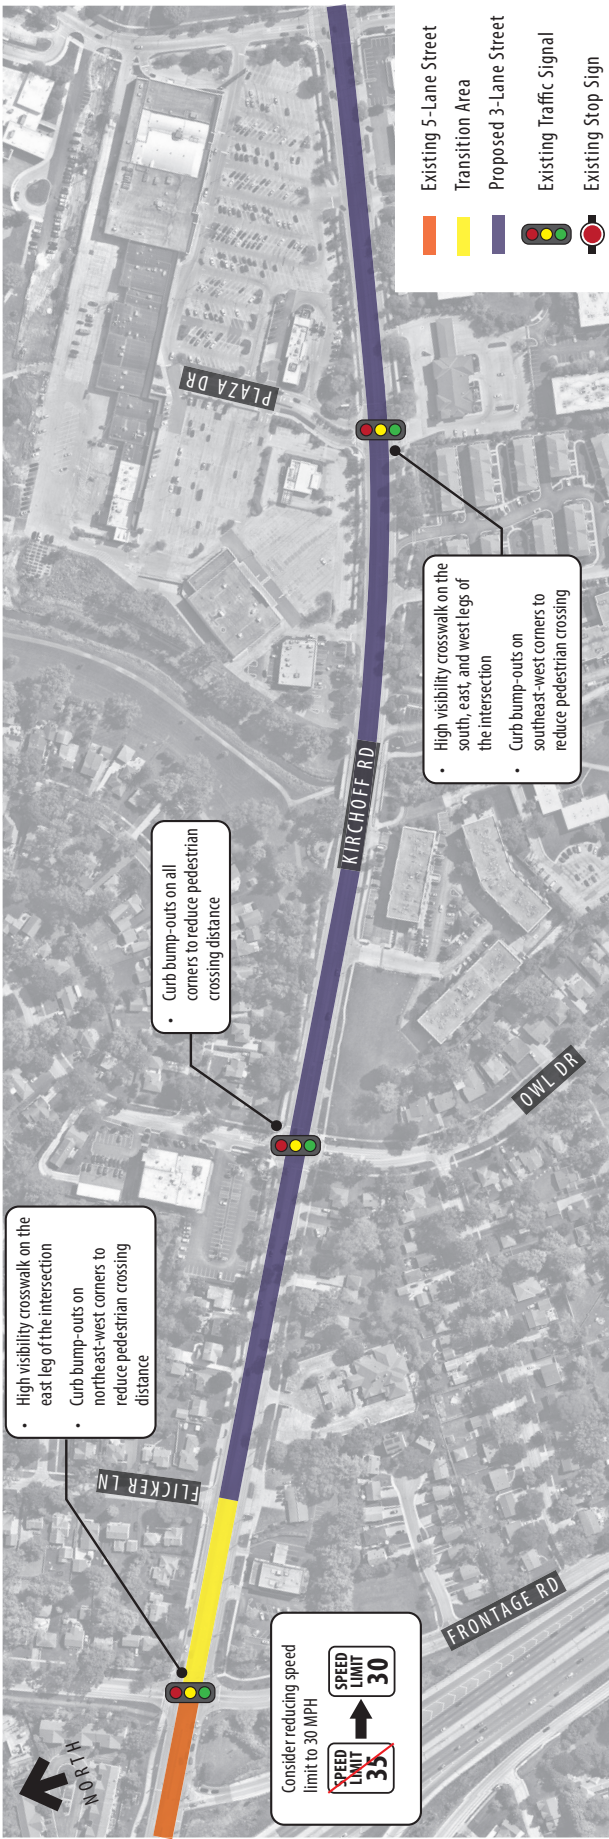 NORTH
• High visibility crosswalk on the
east leg of the intersection
• Curb bump-outs on
northeast-west corners to
reduce pedestrian crossing
distance
FLICKER LN
Consider reducing speed
limit to 30 MPH
SPEED
LIMIT
35
SPEED
LIMIT
30
FRONTAGE RD
• Curb bump-outs on all
corners to reduce pedestrian
crossing distance
OWL DR
KIRCHOFF RD
PLAZA DR
• High visibility crosswalk on the
south, east, and west legs of
the intersection
• Curb bump-outs on
southeast-west corners to
reduce pedestrian crossing
Existing 5-Lane Street
Transition Area
Proposed 3-Lane Street
Existing Traffic Signal
Existing Stop Sign